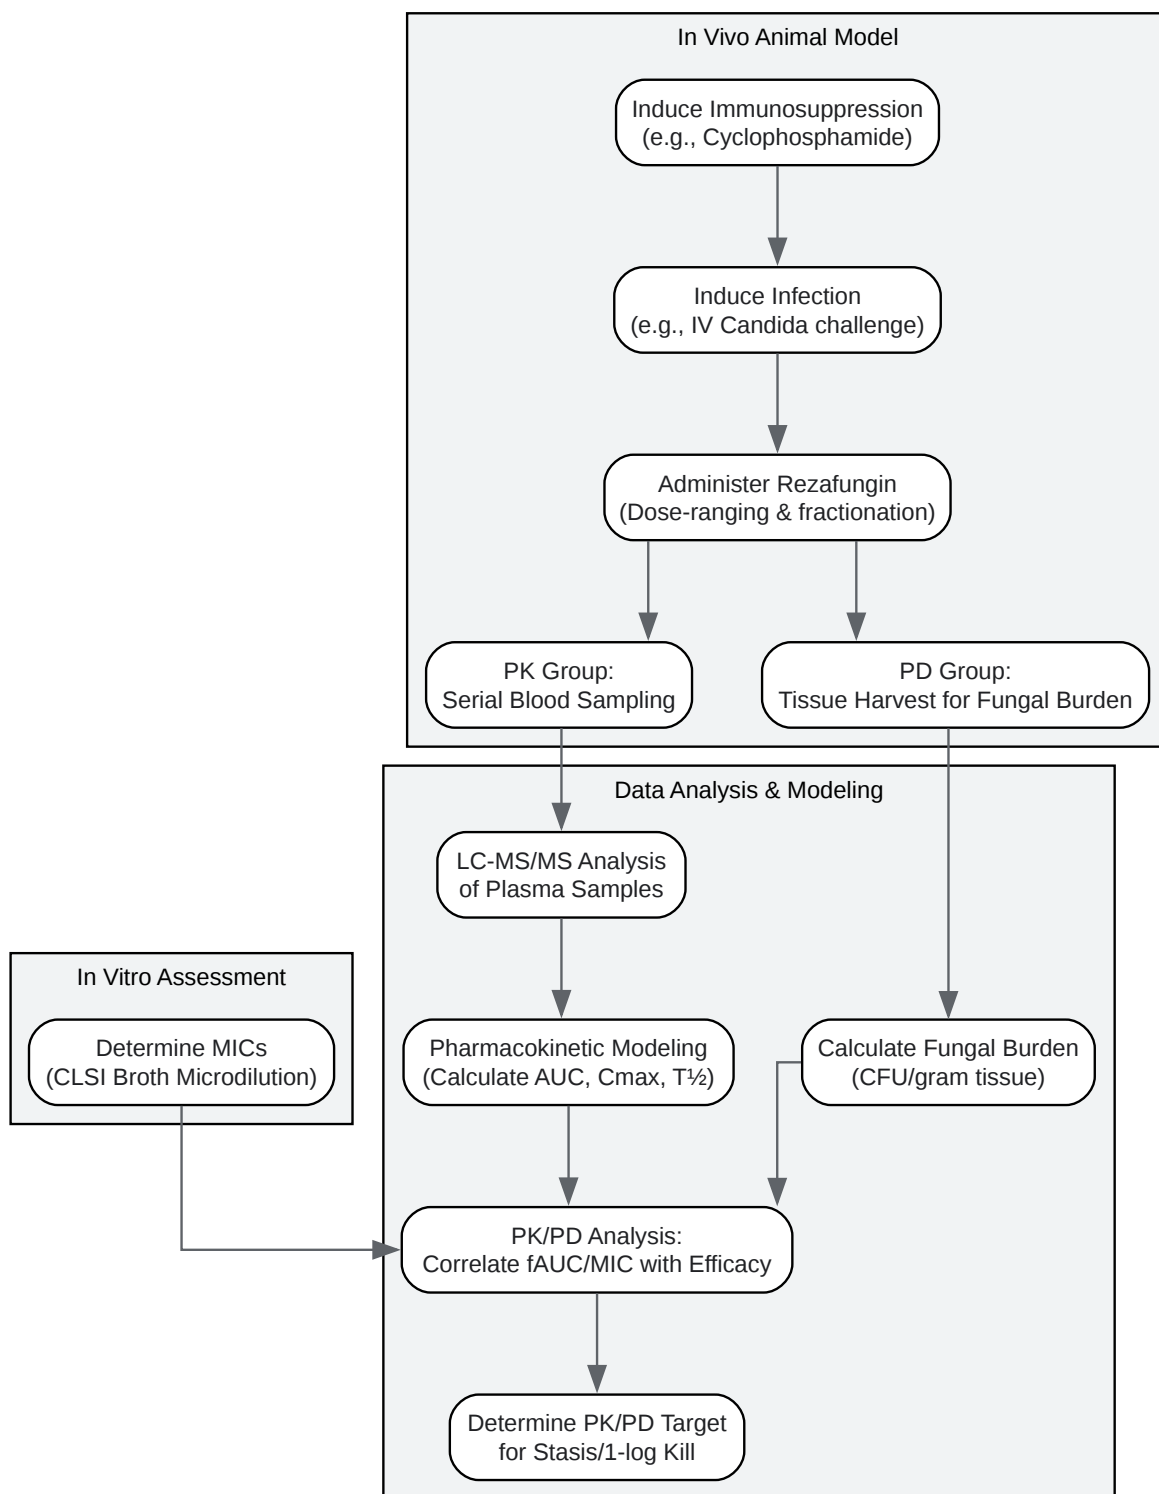 In Vivo Animal Model
Induce Immunosuppression
(e.g., Cyclophosphamide)
Induce Infection
(e.g., IV Candida challenge)
Administer Rezafungin
(Dose-ranging & fractionation)
PK Group:
Serial Blood Sampling
PD Group:
Tissue Harvest for Fungal Burden
Data Analysis & Modeling
LC-MS/MS Analysis
of Plasma Samples
In Vitro Assessment
Determine MICs
(CLSI Broth Microdilution)
Pharmacokinetic Modeling
(Calculate AUC, Cmax, T½)
Calculate Fungal Burden
(CFU/gram tissue)
PK/PD Analysis:
Correlate fAUC/MIC with Efficacy
Determine PK/PD Target
for Stasis/1-log Kill